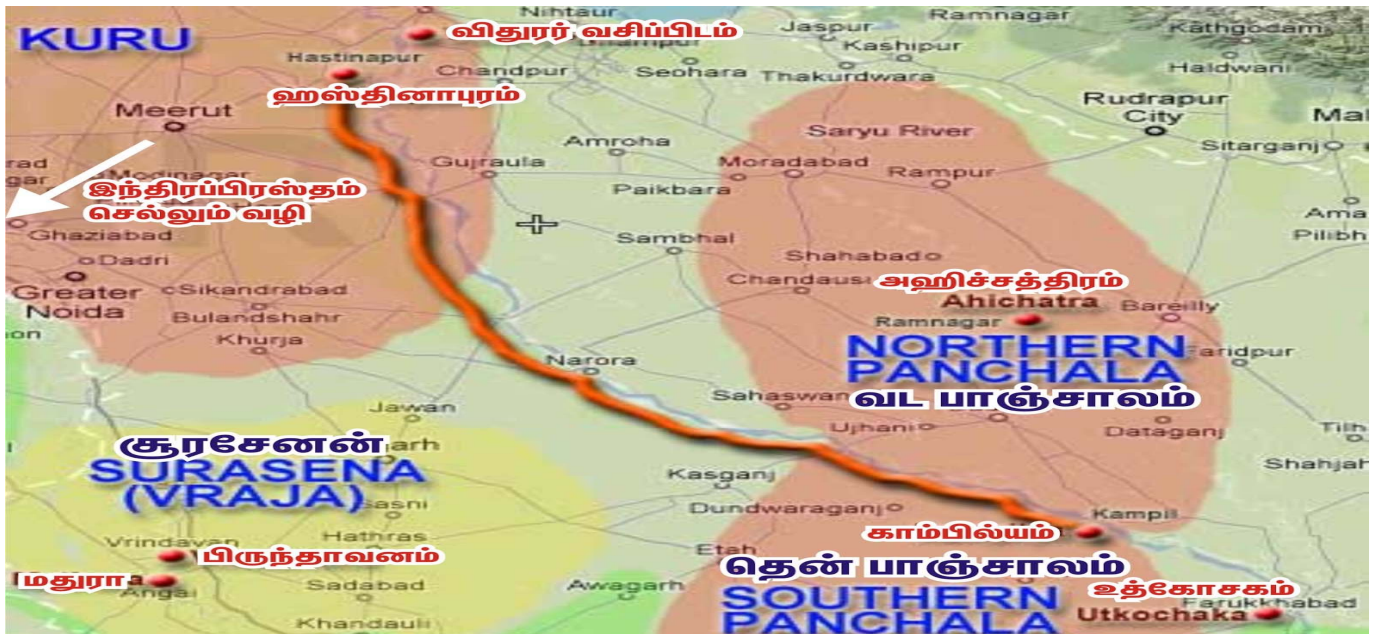 Nihtaur
Jaspur
Ramnagar
Kathgodam
KURU
விதுரர் வசிப்பிடம்
Kashipur
Hastinapur
Chandpur
Seohara
Thakurdwara
Haldwani
ஹஸ்தினாபுரம்
Rudrapur
City
Meerut
Saryu River
Amroha
Sitarganj
Gujraula
Moradabad
Rampur
Modinagar
Paikbara
இந்திரப்பிரஸ்தம்
செல்லும் வழி
Ghaziabad
Sambhal
Pilibh
Dadri
Shahabad
Chandausi
அஹிச்சத்திரம்
Greater
Noida
Sikandrabad
Ahichatra
Bareilly
Bulandshahr
Ramnagar
Khurja
NORTHERN
PANCHALA
Faridpur
Narora
Sahaswan
வட பாஞ்சாலம்
Jawan
Ujhani
Dataganj
சூரசேனன்
SURASENA
(VRAJA)
Kasganj
Shahjah
Sasni
Dundwaraganj
Kampil
Vrindavan
Hathras
காம்பில்யம்
பிருந்தாவனம்
Etah
தென் பாஞ்சாலம்
மதுரா
Sadabad
Awagarh
உத்கோசகம்
SOUTHERN
PANCHALA
Farukkhabad
Utkochaka
Khandauli